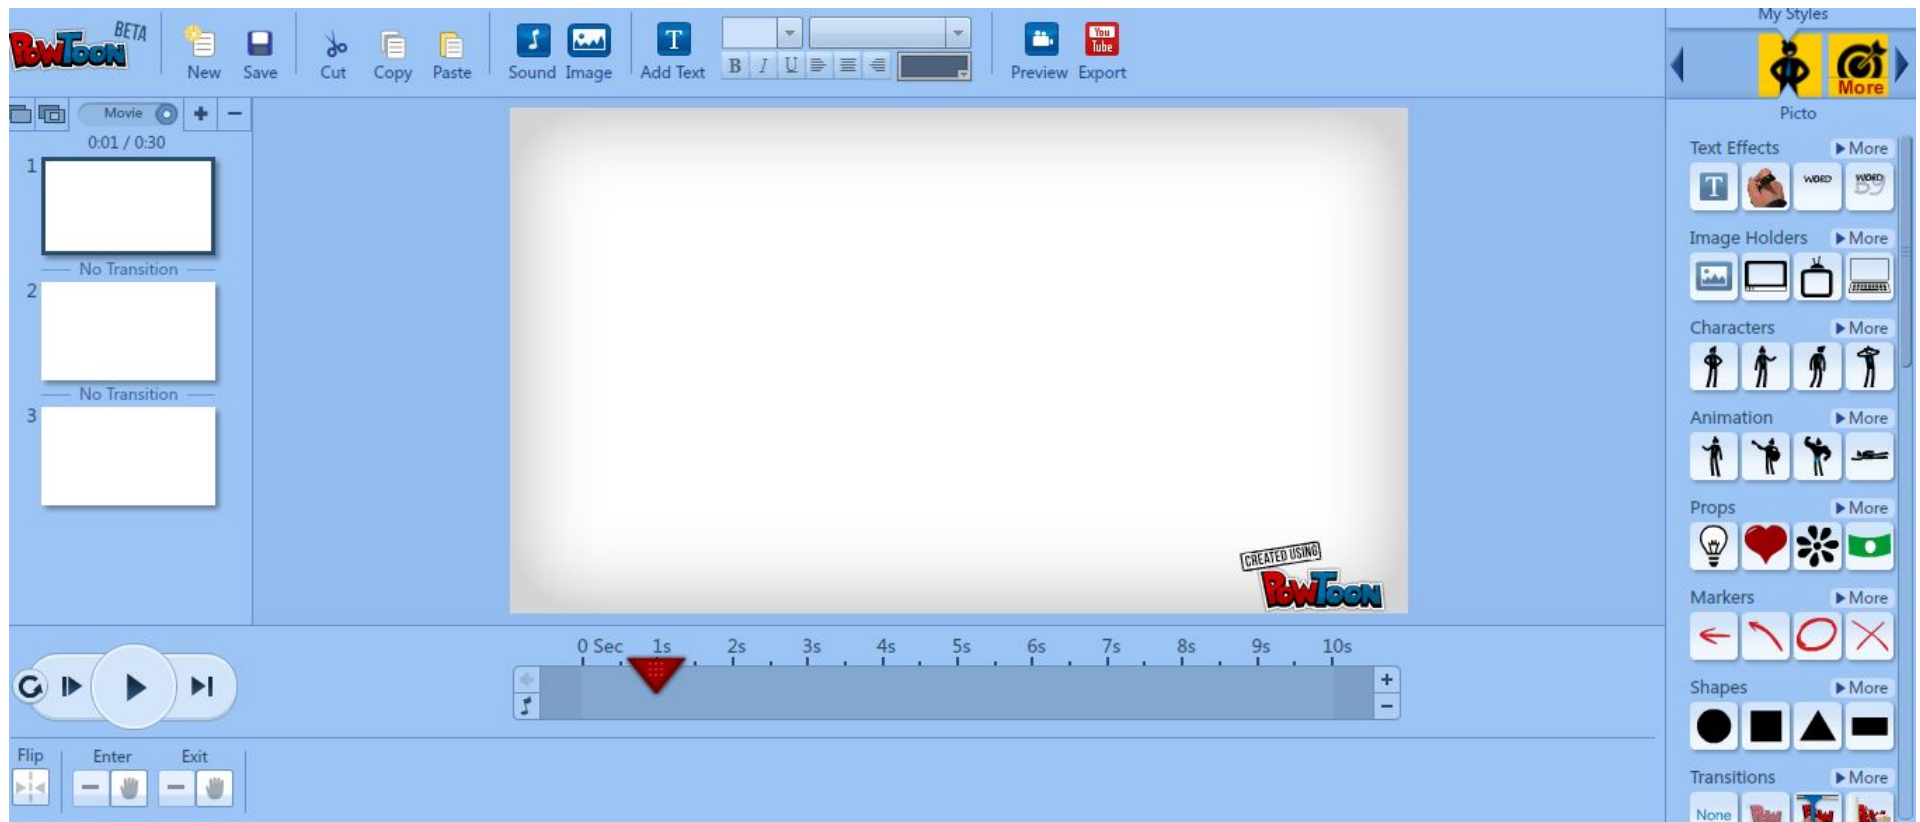 POWTOON BETA
New Save Cut Copy Paste Sound Image Add Text B I U Preview You Tube Export
My Styles
More
Picto
Movie + −
0:01 / 0:30
1
No Transition
2
No Transition
3
CREATED USING
POWTOON
0 Sec 1s 2s 3s 4s 5s 6s 7s 8s 9s 10s
+
−
Flip Enter Exit
Text Effects More
T WORD WORD
Image Holders More
Characters More
Animation More
Props More
Markers More
Shapes More
Transitions More
None